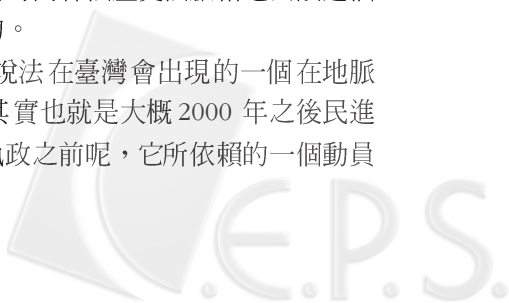 的。
說法在臺灣會出現的一個在地脈
其實也就是大概 2000 年之後民進
執政之前呢，它所依賴的一個動員
C.E.P.S.